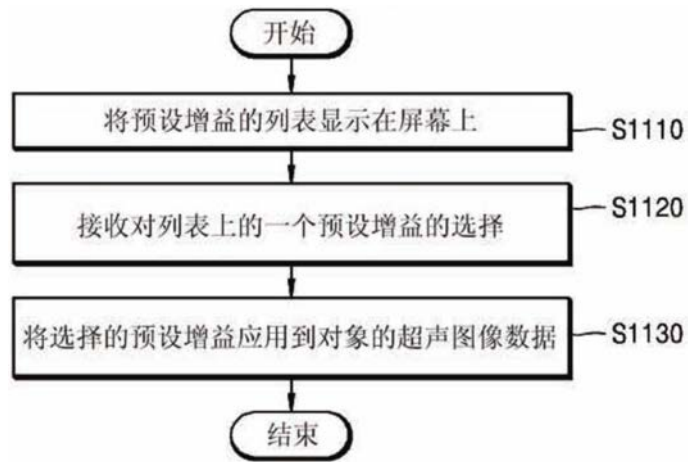 开始
将预设增益的列表显示在屏幕上
S1110
接收对列表上的一个预设增益的选择
S1120
将选择的预设增益应用到对象的超声图像数据
S1130
结束